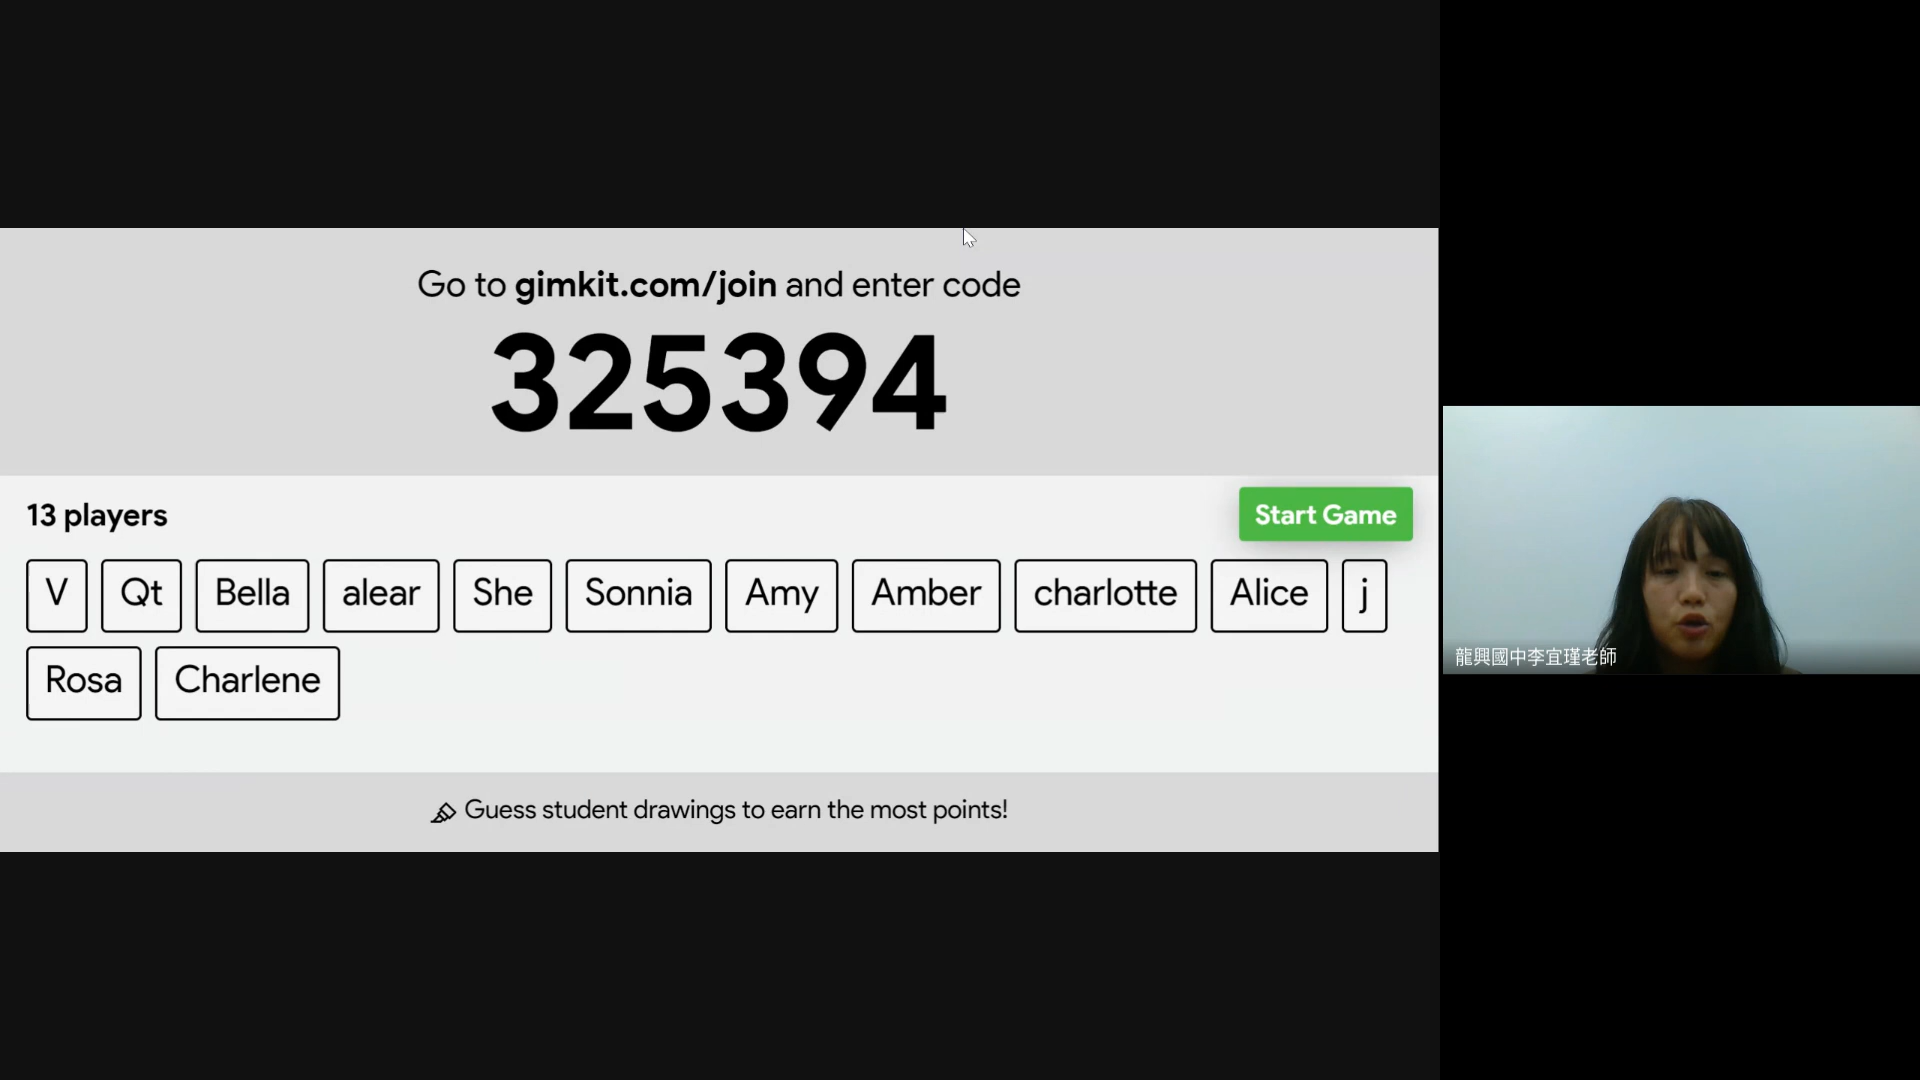 Go to gimkit.com/join and enter code
325394
13 players
Start Game
V Qt Bella alear She Sonnia Amy Amber charlotte Alice j
Rosa Charlene
Guess student drawings to earn the most points!
龍興國中李宜瑾老師